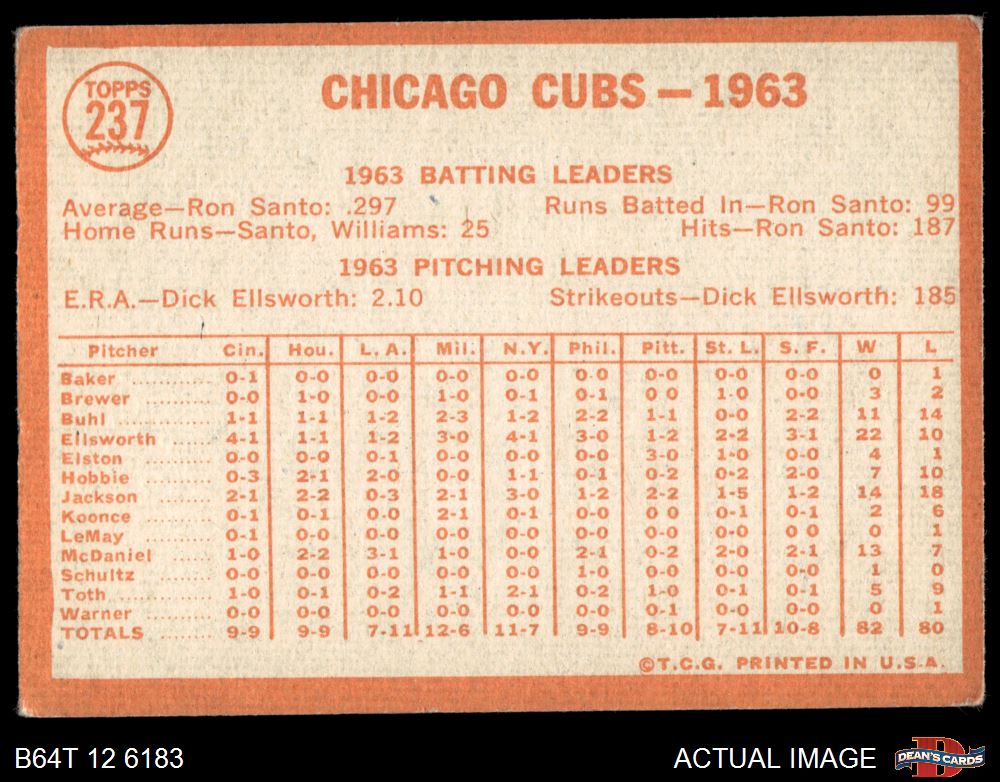 TOPPS
237
CHICAGO CUBS — 1963
1963 BATTING LEADERS
Average—Ron Santo: .297 Runs Batted In—Ron Santo: 99
Home Runs—Santo, Williams: 25 Hits—Ron Santo: 187
1963 PITCHING LEADERS
E.R.A.—Dick Ellsworth: 2.10 Strikeouts—Dick Ellsworth: 185
Pitcher Cin. Hou. L. A. Mil. N.Y. Phil. Pitt. St. L. S. F. W L
Baker .......... 0-1 0-0 0-0 0-0 0-0 0-0 0-0 0-0 0-0 0 1
Brewer .......... 0-0 1-0 0-0 1-0 0-1 0-1 0 0 1-0 0-0 3 2
Buhl .......... 1-1 1-1 1-2 2-3 1-2 2-2 1-1 0-0 2-2 11 14
Ellsworth ..... 4-1 1-1 1-2 3-0 4-1 3-0 1-2 2-2 3-1 22 10
Elston ........ 0-0 0-0 0-1 0-0 0-0 0-0 3-0 1-0 0-0 4 1
Hobbie ........ 0-3 2-1 2-0 0-0 1-1 0-1 0-2 0-2 2-0 7 10
Jackson ....... 2-1 2-2 0-3 2-1 3-0 1-2 2-2 1-5 1-2 14 18
Koonce ........ 0-1 0-1 0-0 2-1 0-1 0-0 0 0 0-1 0-1 2 6
LeMay ......... 0-1 0-0 0-0 0-0 0-0 0-0 0-0 0-0 0 0 0 1
McDaniel ...... 1-0 2-2 3-1 1-0 0-0 2-1 0-2 2-0 2-1 13 7
Schultz ....... 0-0 0-0 0-0 0-0 0-0 1-0 0-0 0-0 0-0 1 0
Toth .......... 1-0 0-1 0-2 1-1 2-1 0-2 1-0 0-1 0-1 5 9
Warner ........ 0-0 0-0 0-0 0-0 0-0 0-0 0-1 0-0 0-0 0 1
TOTALS ........ 9-9 9-9 7-11 12-6 11-7 9-9 8-10 7-11 10-8 82 80
©T.C.G. PRINTED IN U.S.A.
B64T 12 6183 ACTUAL IMAGE DEAN'S CARDS